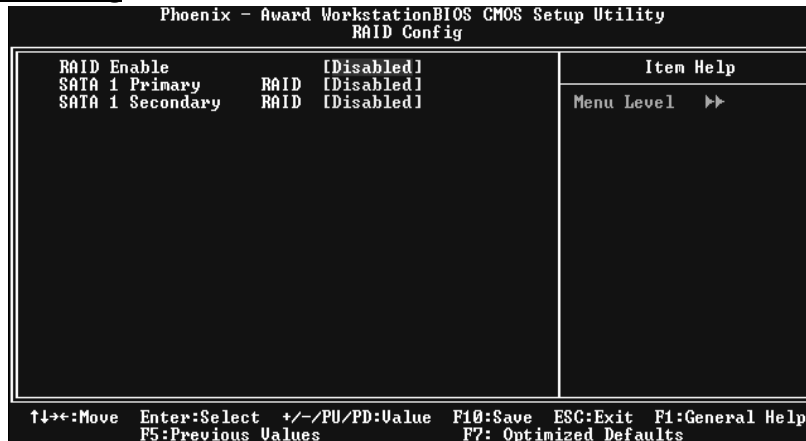 Phoenix - Award WorkstationBIOS CMOS Setup Utility
RAID Config
RAID Enable [Disabled]
SATA 1 Primary RAID [Disabled]
SATA 1 Secondary RAID [Disabled]
Item Help
Menu Level ▸▸
↑↓→←:Move Enter:Select +/-/PU/PD:Value F10:Save ESC:Exit F1:General Help
F5:Previous Values F7: Optimized Defaults